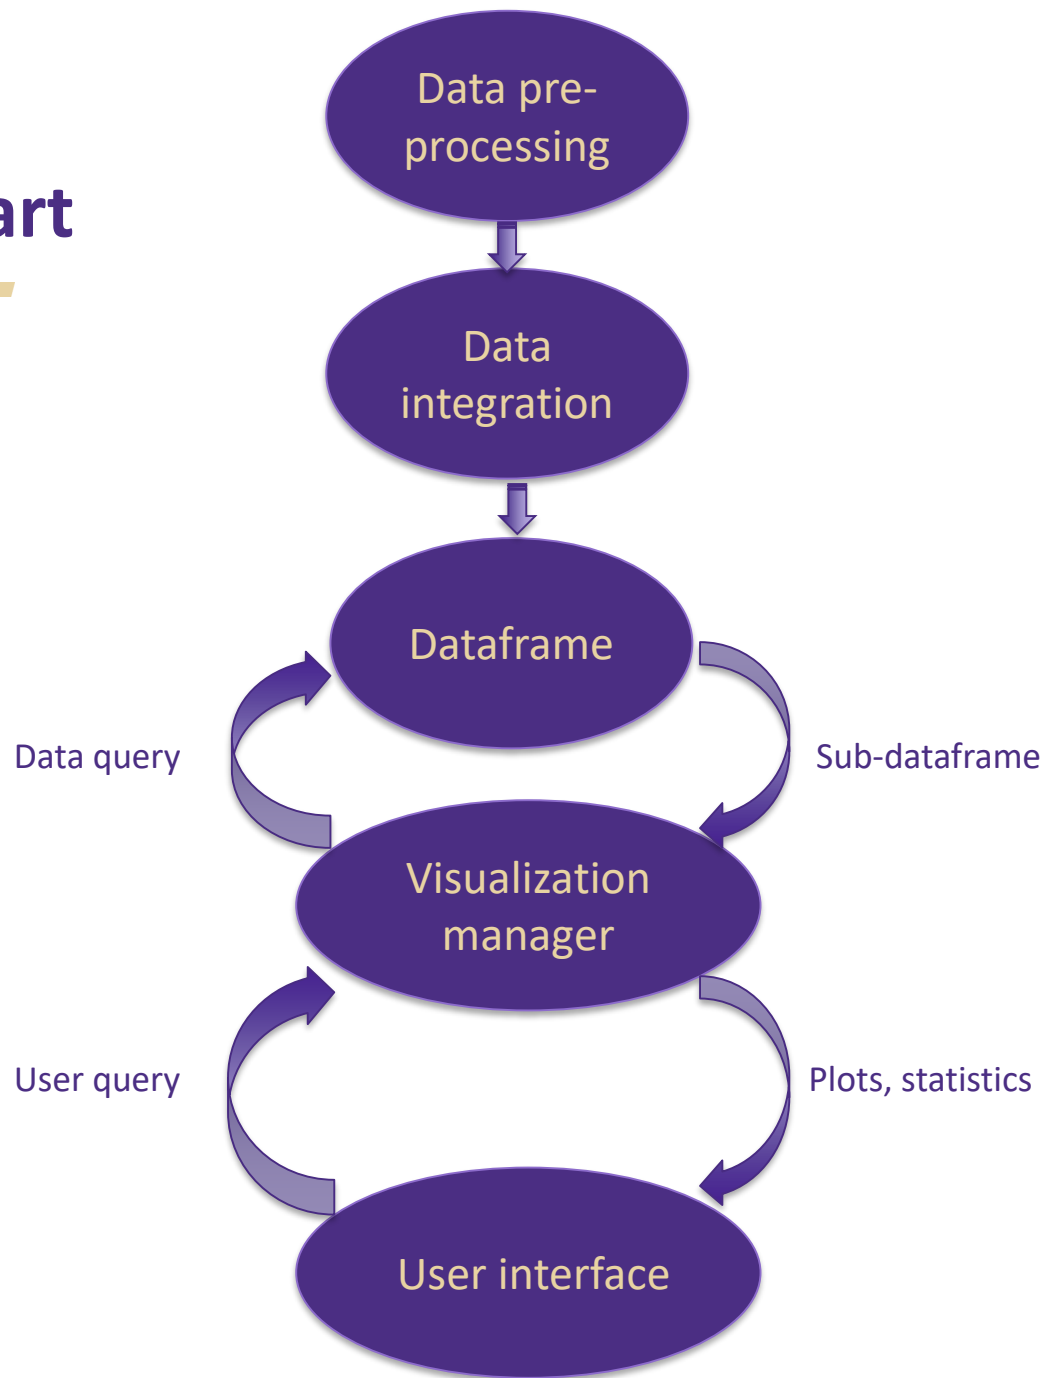 Data pre-
processing
art
Data
integration
Dataframe
Data query
Sub-dataframe
Visualization
manager
User query
Plots, statistics
User interface